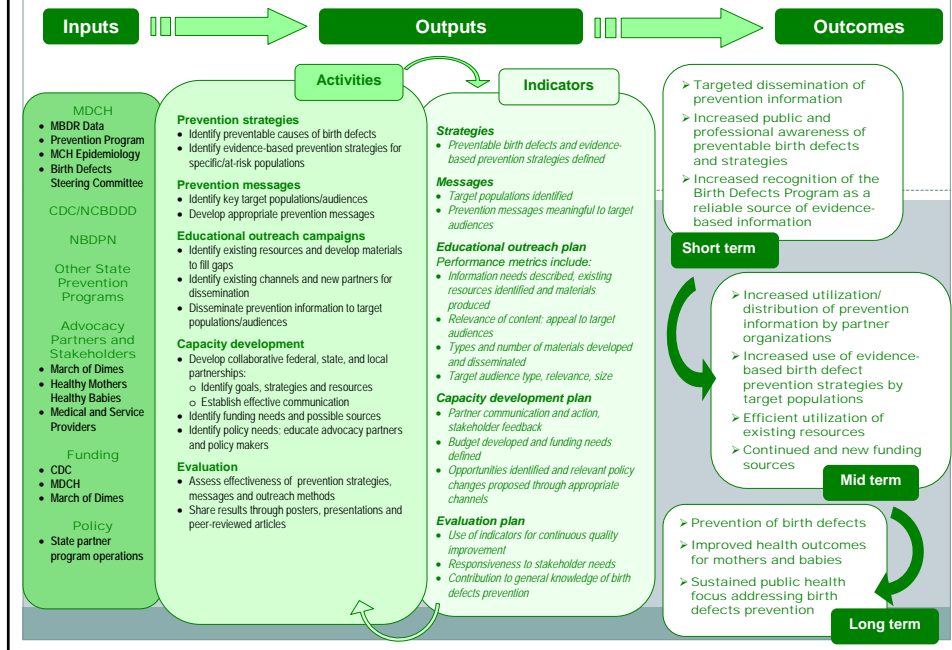 Inputs
Outputs
Outcomes
MDCH
• MBDR Data
• Prevention Program
• MCH Epidemiology
• Birth Defects
Steering Committee
CDC/NCBDDD
NBDPN
Other State
Prevention
Programs
Advocacy
Partners and
Stakeholders
• March of Dimes
• Healthy Mothers
Healthy Babies
• Medical and Service
Providers
Funding
• CDC
• MDCH
• March of Dimes
Policy
• State partner
program operations
Activities
Prevention strategies
• Identify preventable causes of birth defects
• Identify evidence-based prevention strategies for
specific/at-risk populations
Prevention messages
• Identify key target populations/audiences
• Develop appropriate prevention messages
Educational outreach campaigns
• Identify existing resources and develop materials
to fill gaps
• Identify existing channels and new partners for
dissemination
• Disseminate prevention information to target
populations/audiences
Capacity development
• Develop collaborative federal, state, and local
partnerships:
o Identify goals, strategies and resources
o Establish effective communication
• Identify funding needs and possible sources
• Identify policy needs; educate advocacy partners
and policy makers
Evaluation
• Assess effectiveness of prevention strategies,
messages and outreach methods
• Share results through posters, presentations and
peer-reviewed articles
Indicators
Strategies
• Preventable birth defects and evidence-
based prevention strategies defined
Messages
• Target populations identified
• Prevention messages meaningful to target
audiences
Educational outreach plan
Performance metrics include:
• Information needs described, existing
resources identified and materials
produced
• Relevance of content; appeal to target
audiences
• Types and number of materials developed
and disseminated
• Target audience type, relevance, size
Capacity development plan
• Partner communication and action,
stakeholder feedback
• Budget developed and funding needs
defined
• Opportunities identified and relevant policy
changes proposed through appropriate
channels
Evaluation plan
• Use of indicators for continuous quality
improvement
• Responsiveness to stakeholder needs
• Contribution to general knowledge of birth
defects prevention
➢ Targeted dissemination of
prevention information
➢ Increased public and
professional awareness of
preventable birth defects
and strategies
➢ Increased recognition of the
Birth Defects Program as a
reliable source of evidence-
based information
Short term
➢ Increased utilization/
distribution of prevention
information by partner
organizations
➢ Increased use of evidence-
based birth defect
prevention strategies by
target populations
➢ Efficient utilization of
existing resources
➢ Continued and new funding
sources
Mid term
➢ Prevention of birth defects
➢ Improved health outcomes
for mothers and babies
➢ Sustained public health
focus addressing birth
defects prevention
Long term